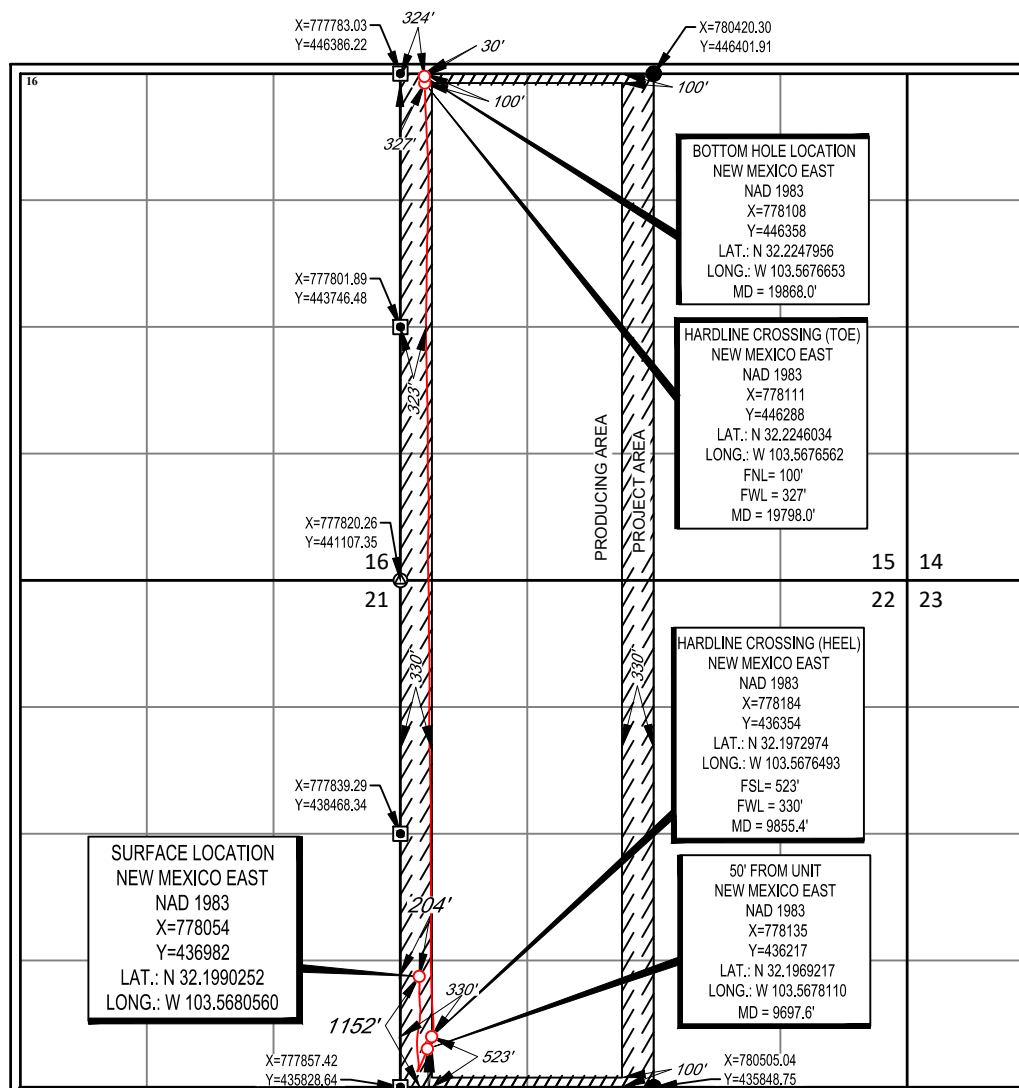 X=777783.03
Y=446386.22
324'
30'
X=780420.30
Y=446401.91
16
100'
100'
327'
BOTTOM HOLE LOCATION
NEW MEXICO EAST
NAD 1983
X=778108
Y=446358
LAT.: N 32.2247956
LONG.: W 103.5676653
MD = 19868.0'
X=777801.89
Y=443746.48
323'
HARDLINE CROSSING (TOE)
NEW MEXICO EAST
NAD 1983
X=778111
Y=446288
LAT.: N 32.2246034
LONG.: W 103.5676562
FNL= 100'
FWL = 327'
MD = 19798.0'
PRODUCING AREA
PROJECT AREA
X=777820.26
Y=441107.35
16
15
14
21
22
23
330'
330'
HARDLINE CROSSING (HEEL)
NEW MEXICO EAST
NAD 1983
X=778184
Y=436354
LAT.: N 32.1972974
LONG.: W 103.5676493
FSL= 523'
FWL = 330'
MD = 9855.4'
X=777839.29
Y=438468.34
SURFACE LOCATION
NEW MEXICO EAST
NAD 1983
X=778054
Y=436982
LAT.: N 32.1990252
LONG.: W 103.5680560
204'
50' FROM UNIT
NEW MEXICO EAST
NAD 1983
X=778135
Y=436217
LAT.: N 32.1969217
LONG.: W 103.5678110
MD = 9697.6'
330'
1152'
523'
X=777857.42
Y=435828.64
100'
X=780505.04
Y=435848.75